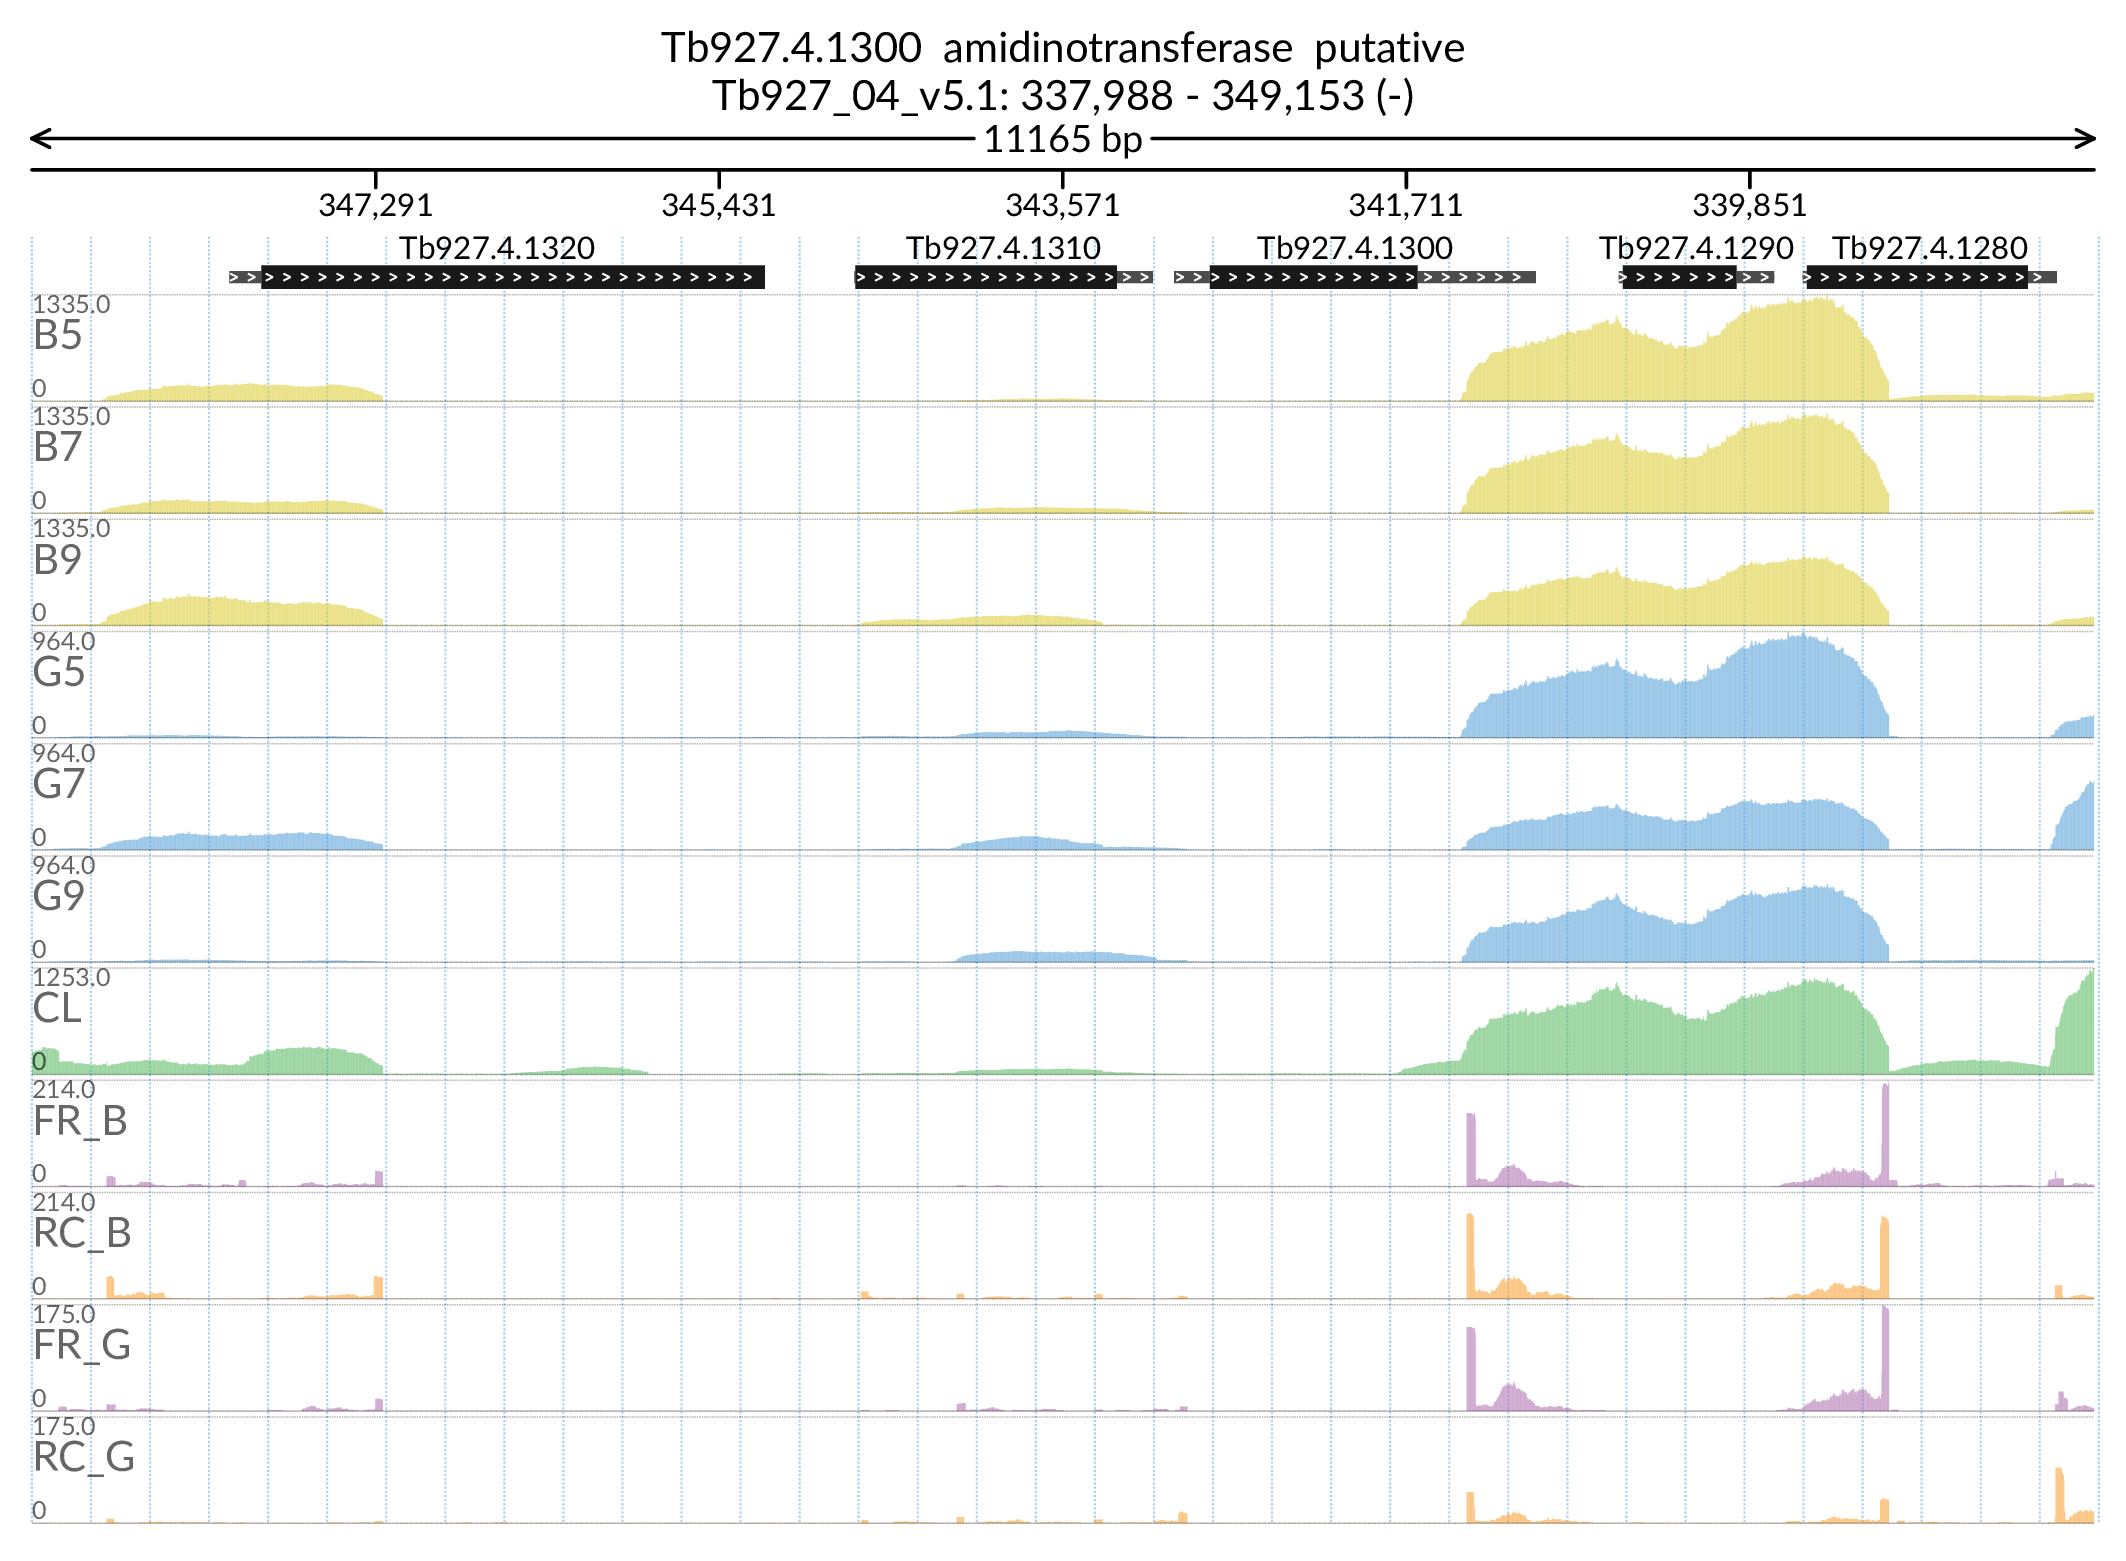 Tb927.4.1300 amidinotransferase putative
Tb927_04_v5.1: 337,988 - 349,153 (-)
11165 bp
347,291 345,431 343,571 341,711 339,851
Tb927.4.1320 Tb927.4.1310 Tb927.4.1300 Tb927.4.1290 Tb927.4.1280
1335.0
B5
0
1335.0
B7
0
1335.0
B9
0
964.0
G5
0
964.0
G7
0
964.0
G9
0
1253.0
CL
0
214.0
FR_B
0
214.0
RC_B
0
175.0
FR_G
0
175.0
RC_G
0